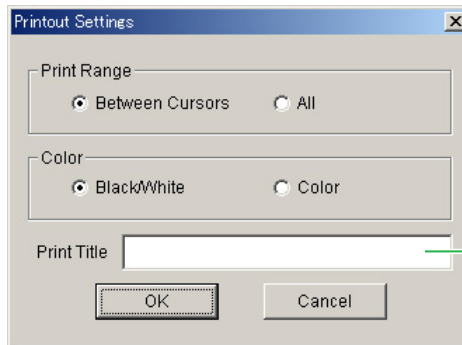 Printout Settings
Print Range
Between Cursors All
Color
Black/White Color
Print Title
OK Cancel